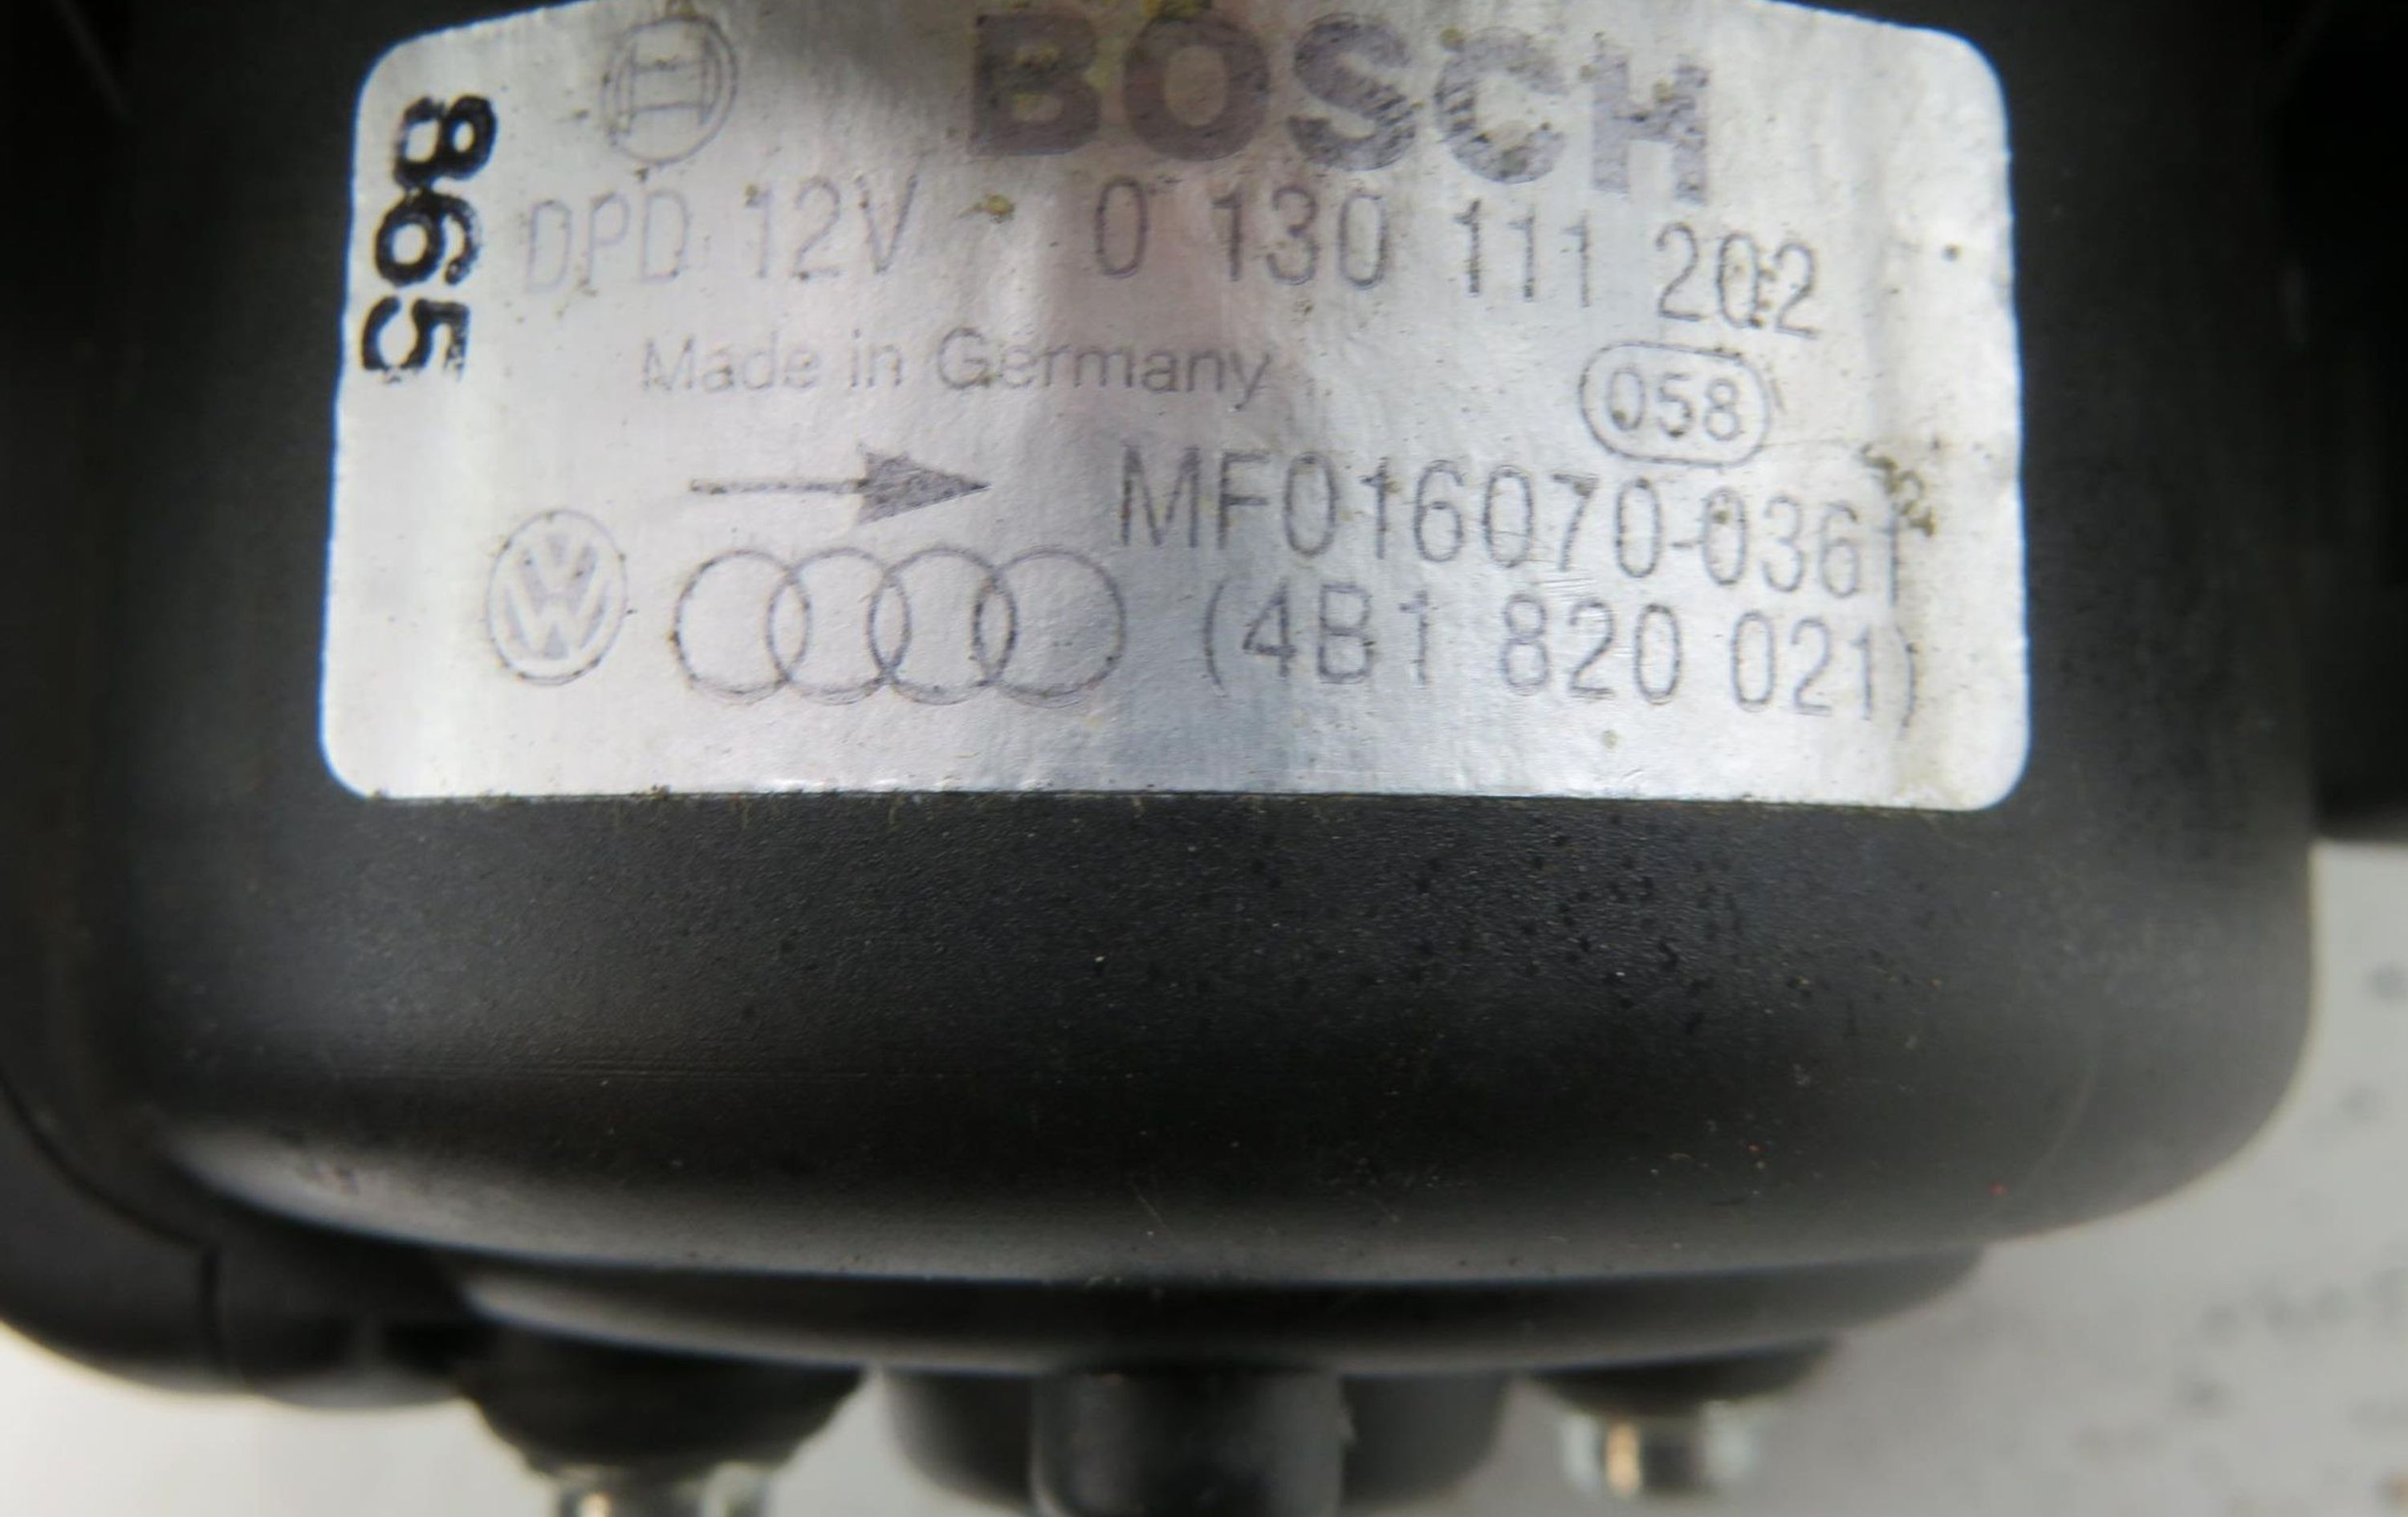 BOSCH
865
DPD 12V 0 130 111 202
Made in Germany
058
MF016070-0361
(4B1 820 021)